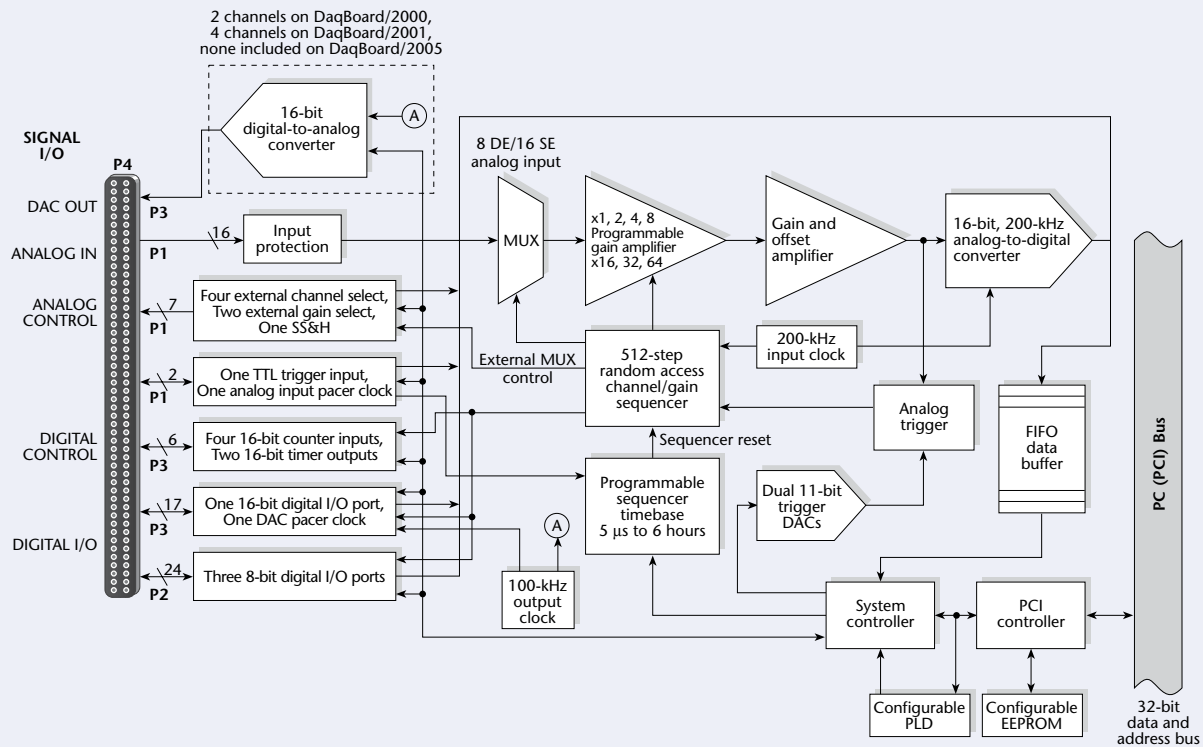 2 channels on DaqBoard/2000,
4 channels on DaqBoard/2001,
none included on DaqBoard/2005
16-bit
digital-to-analog
converter
A
SIGNAL
I/O
P4
DAC OUT
P3
ANALOG IN
16
P1
Input
protection
8 DE/16 SE
analog input
MUX
x1, 2, 4, 8
Programmable
gain amplifier
x16, 32, 64
Gain and
offset
amplifier
16-bit, 200-kHz
analog-to-digital
converter
ANALOG
CONTROL
7
P1
Four external channel select,
Two external gain select,
One SS&H
External MUX
control
512-step
random access
channel/gain
sequencer
200-kHz
input clock
2
P1
One TTL trigger input,
One analog input pacer clock
Analog
trigger
FIFO
data
buffer
PC (PCI) Bus
DIGITAL
CONTROL
6
P3
Four 16-bit counter inputs,
Two 16-bit timer outputs
Sequencer reset
Programmable
sequencer
timebase
5 µs to 6 hours
Dual 11-bit
trigger
DACs
17
P3
One 16-bit digital I/O port,
One DAC pacer clock
A
DIGITAL I/O
24
P2
Three 8-bit digital I/O ports
100-kHz
output
clock
System
controller
PCI
controller
Configurable
PLD
Configurable
EEPROM
32-bit
data and
address bus